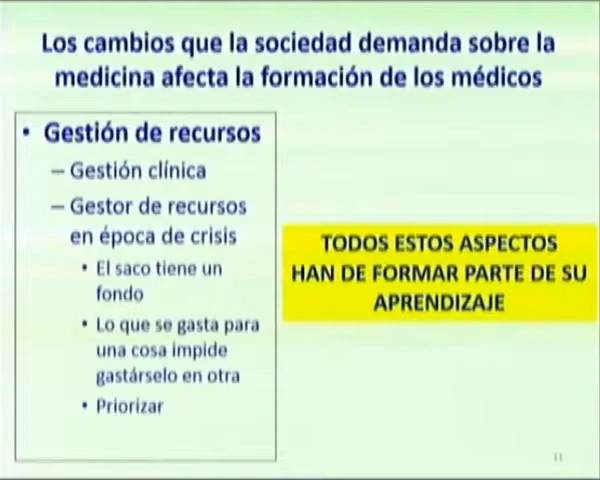 Los cambios que la sociedad demanda sobre la
medicina afecta la formación de los médicos
• Gestión de recursos
– Gestión clínica
– Gestor de recursos
en época de crisis
• El saco tiene un
fondo
• Lo que se gasta para
una cosa impide
gastárselo en otra
• Priorizar
TODOS ESTOS ASPECTOS
HAN DE FORMAR PARTE DE SU
APRENDIZAJE
11